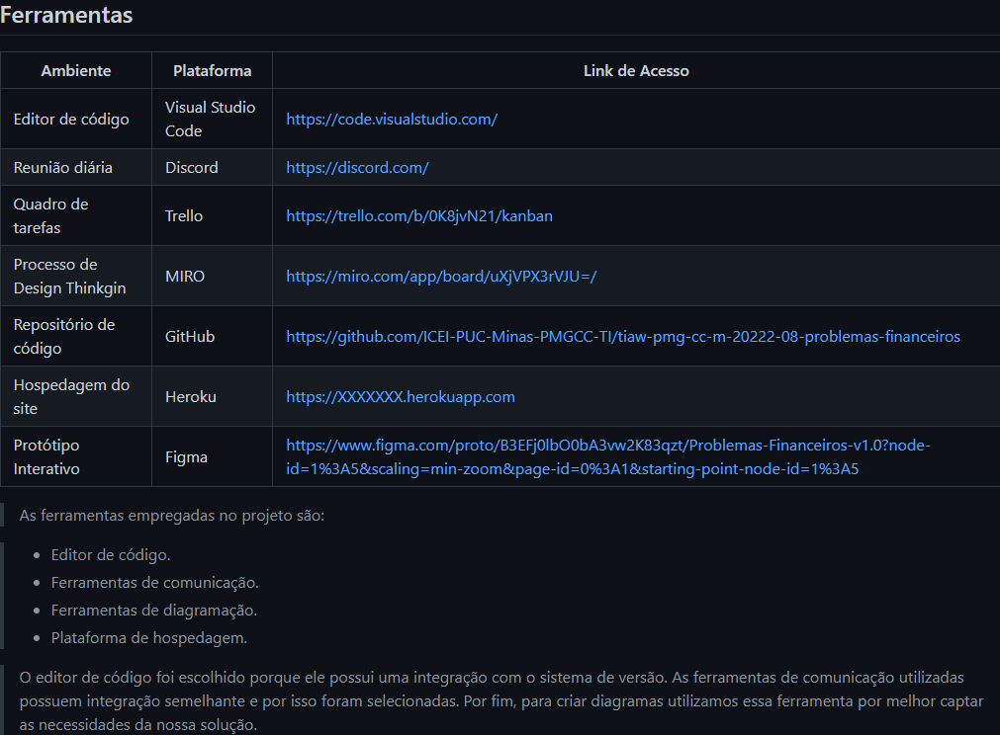 Ferramentas
Ambiente Plataforma Link de Acesso
Editor de código Visual Studio Code https://code.visualstudio.com/
Reunião diária Discord https://discord.com/
Quadro de tarefas Trello https://trello.com/b/0K8jvN21/kanban
Processo de Design Thinkgin MIRO https://miro.com/app/board/uXjVPX3rVJU=/
Repositório de código GitHub https://github.com/ICEI-PUC-Minas-PMGCC-TI/tiaw-pmg-cc-m-20222-08-problemas-financeiros
Hospedagem do site Heroku https://XXXXXXX.herokuapp.com
Protótipo Interativo Figma https://www.figma.com/proto/B3EFj0lbO0bA3vw2K83qzt/Problemas-Financeiros-v1.0?node-
id=1%3A5&scaling=min-zoom&page-id=0%3A1&starting-point-node-id=1%3A5
As ferramentas empregadas no projeto são:
• Editor de código.
• Ferramentas de comunicação.
• Ferramentas de diagramação.
• Plataforma de hospedagem.
O editor de código foi escolhido porque ele possui uma integração com o sistema de versão. As ferramentas de comunicação utilizadas
possuem integração semelhante e por isso foram selecionadas. Por fim, para criar diagramas utilizamos essa ferramenta por melhor captar
as necessidades da nossa solução.